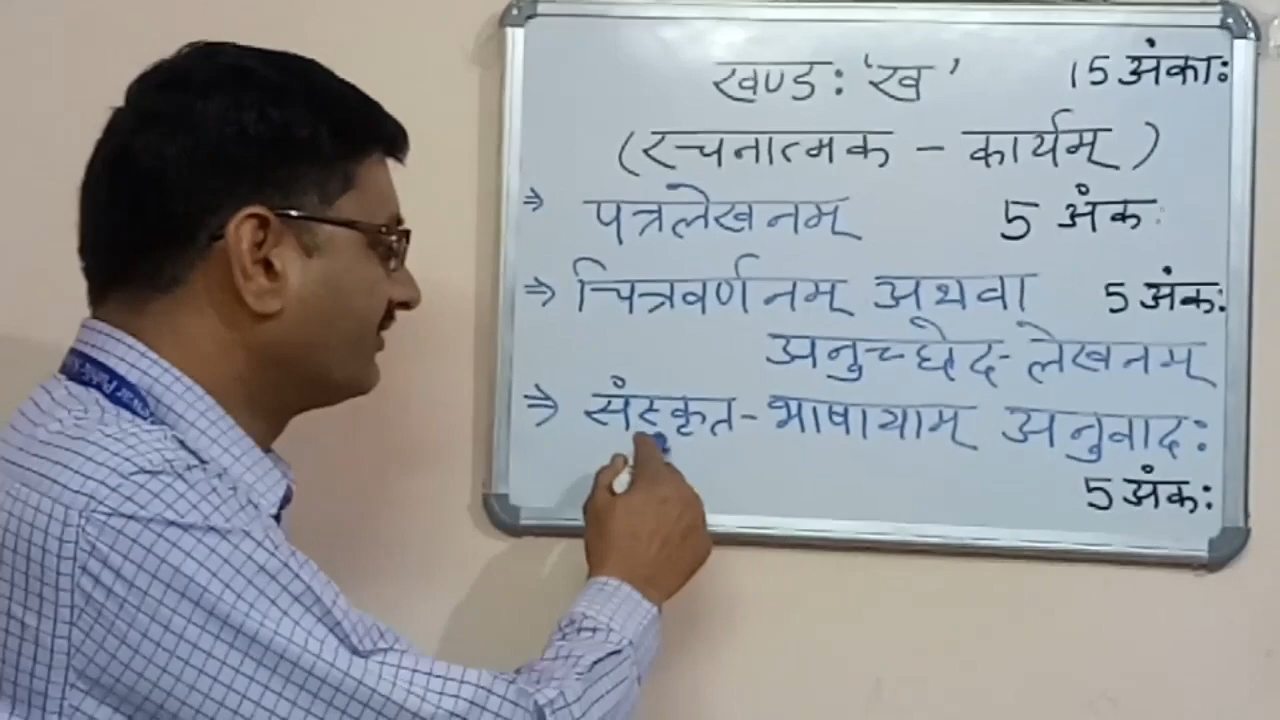 खण्ड: 'ख' 15 अंका:
(रचनात्मक - कार्यम्)
⇒ पत्रलेखनम् 5 अंक:
⇒ चित्रवर्णनम् अथवा 5 अंक:
अनुच्छेद-लेखनम्
⇒ संस्कृत-भाषायाम् अनुवाद:
5 अंक: